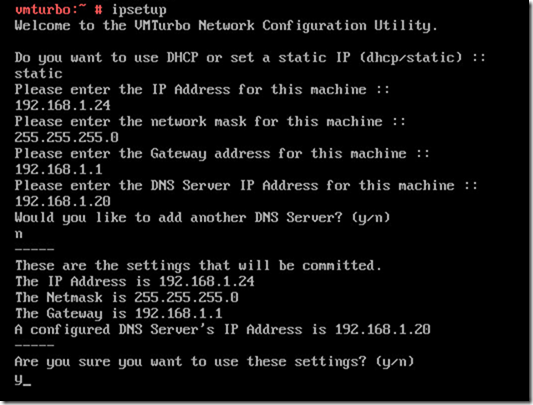 vmturbo:~ # ipsetup
Welcome to the VMTurbo Network Configuration Utility.
Do you want to use DHCP or set a static IP (dhcp/static) ::
static
Please enter the IP Address for this machine ::
192.168.1.24
Please enter the network mask for this machine ::
255.255.255.0
Please enter the Gateway address for this machine ::
192.168.1.1
Please enter the DNS Server IP Address for this machine ::
192.168.1.20
Would you like to add another DNS Server? (y/n)
n
-----
These are the settings that will be committed.
The IP Address is 192.168.1.24
The Netmask is 255.255.255.0
The Gateway is 192.168.1.1
A configured DNS Server's IP Address is 192.168.1.20
-----
Are you sure you want to use these settings? (y/n)
y_